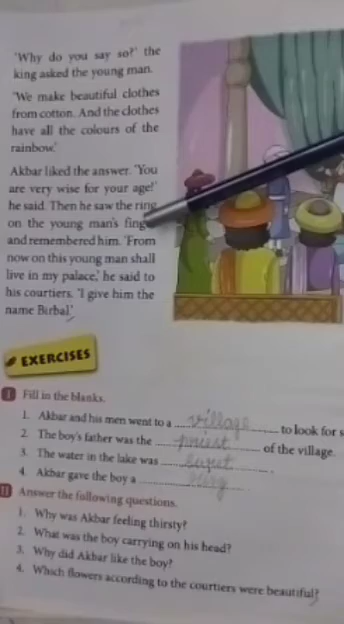 'Why do you say so?' the
king asked the young man.
'We make beautiful clothes
from cotton. And the clothes
have all the colours of the
rainbow.'
Akbar liked the answer. 'You
are very wise for your age!'
he said. Then he saw the ring
on the young man's
and remembered him. 'From
now on this young man shall
live in my palace,' he said to
his courtiers. 'I give him the
name Birbal.'
EXERCISES
I Fill in the blanks.
1. Akbar and his men went to a village to look for
2. The boy's father was the priest of the village.
3. The water in the lake was
4. Akbar gave the boy a
II Answer the following questions.
1. Why was Akbar feeling thirsty?
2. What was the boy carrying on his head?
3. Why did Akbar like the boy?
4. Which flowers according to the courtiers were beautiful?